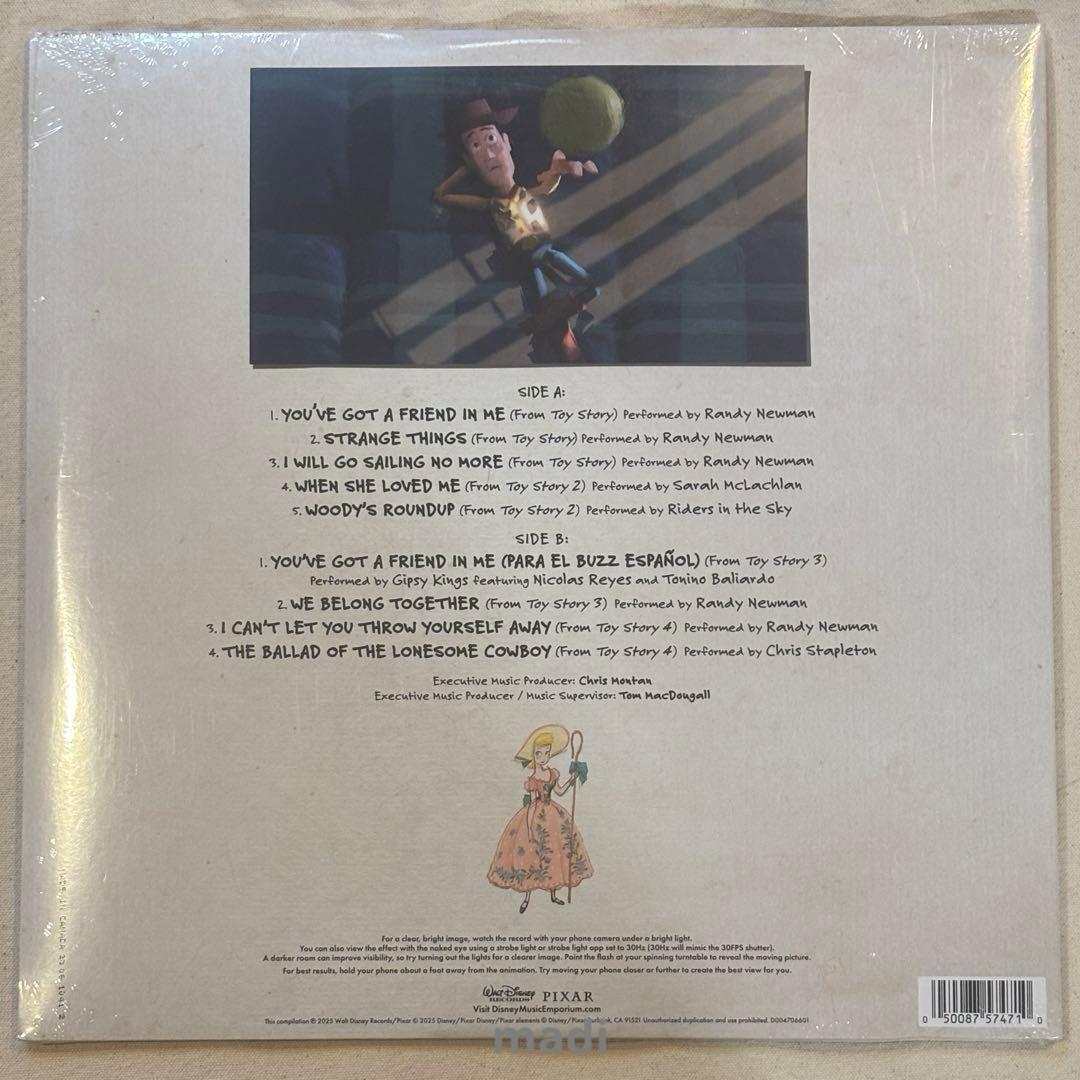 SIDE A:
1. YOU'VE GOT A FRIEND IN ME (From Toy Story) Performed by Randy Newman
2. STRANGE THINGS (From Toy Story) Performed by Randy Newman
3. I WILL GO SAILING NO MORE (From Toy Story) Performed by Randy Newman
4. WHEN SHE LOVED ME (From Toy Story 2) Performed by Sarah McLachlan
5. WOODY'S ROUNDUP (From Toy Story 2) Performed by Riders in the Sky
SIDE B:
1. YOU'VE GOT A FRIEND IN ME (PARA EL BUZZ ESPAÑOL) (From Toy Story 3)
Performed by Gipsy Kings featuring Nicolas Reyes and Tonino Baliardo
2. WE BELONG TOGETHER (From Toy Story 3) Performed by Randy Newman
3. I CAN'T LET YOU THROW YOURSELF AWAY (From Toy Story 4) Performed by Randy Newman
4. THE BALLAD OF THE LONESOME COWBOY (From Toy Story 4) Performed by Chris Stapleton
Executive Music Producer: Chris Montan
Executive Music Producer / Music Supervisor: Tom MacDougall
For a clear, bright image, watch the record with your phone camera under a bright light.
You can also view the effect with the naked eye using a strobe light or strobe light app set to 30Hz (30Hz will mimic the 30FPS shutter).
A darker room can improve visibility, so try turning out the lights for a clearer image. Point the flash at your spinning turntable to reveal the moving picture.
For best results, hold your phone about a foot away from the animation. Try moving your phone closer or further to create the best view for you.
WALT DISNEY RECORDS PIXAR
Visit DisneyMusicEmporium.com
This compilation ℗ 2025 Walt Disney Records/Pixar © 2025 Disney/Pixar Disney/Pixar elements © Disney/Pixar, Burbank, CA 91521 Unauthorized duplication and use prohibited. D004706601
0 50087 57471 0
madi